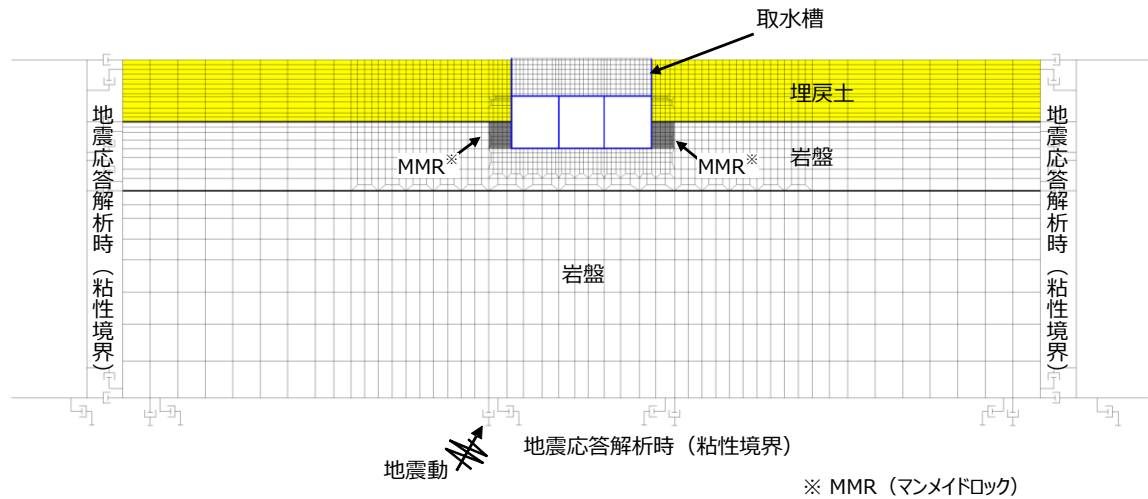 取水槽
埋戻土
地震応答解析時（粘性境界）
地震応答解析時（粘性境界）
MMR※
MMR※
岩盤
岩盤
地震応答解析時（粘性境界）
地震動
※ MMR（マンメイドロック）